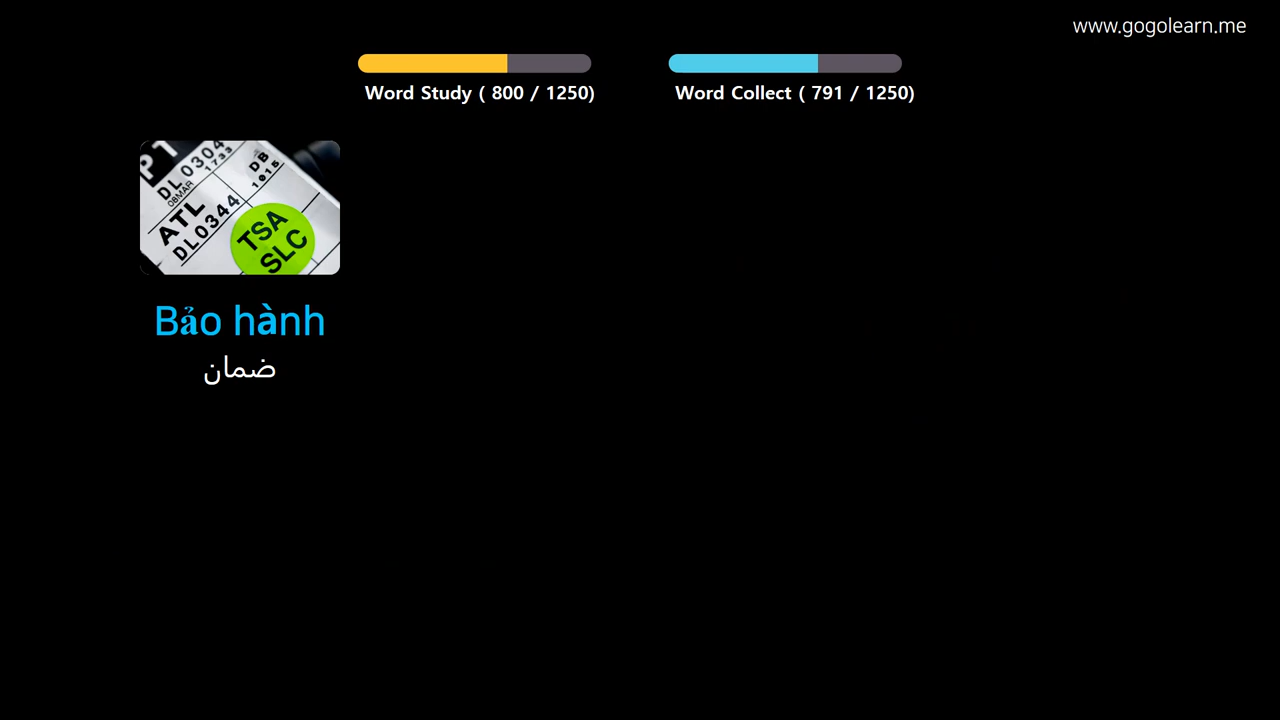 www.gogolearn.me
Word Study ( 800 / 1250)
Word Collect ( 791 / 1250)
P1
DL0304
1733
08MAR
DB
1015
ATL
DL0344
TSA
SLC
Bảo hành
ضمان